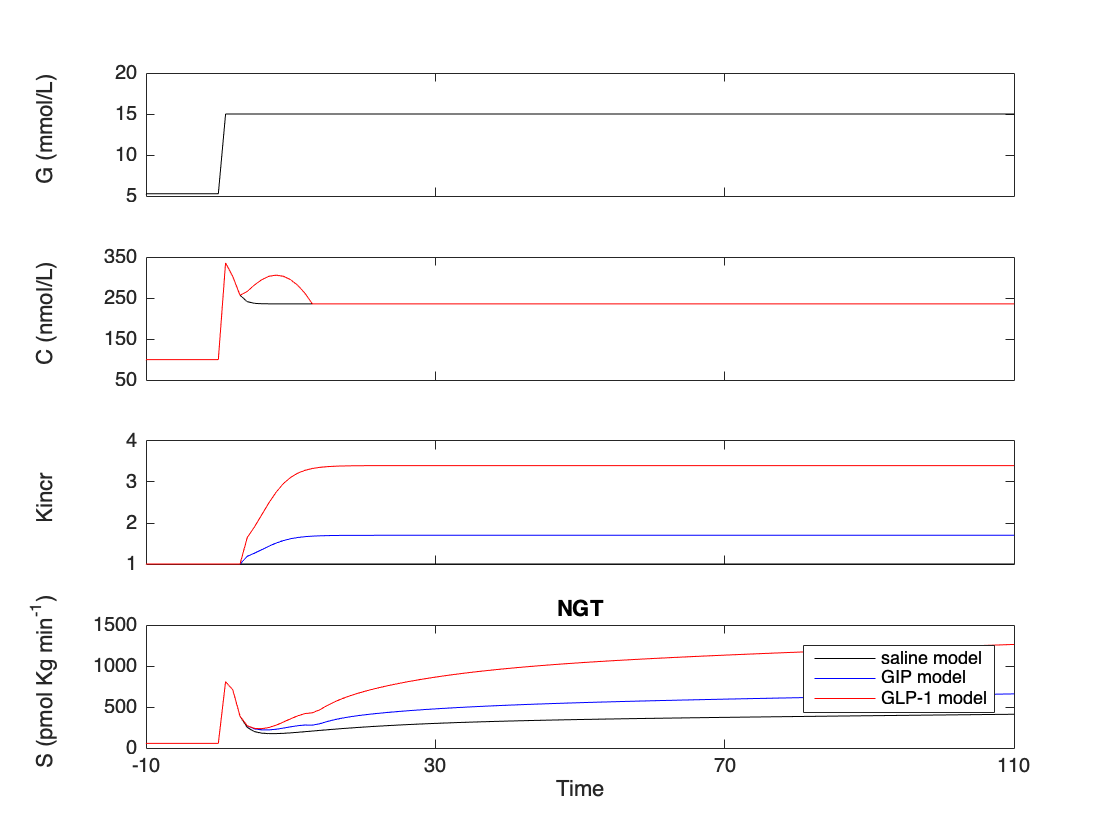 G (mmol/L)
20
15
10
5
C (nmol/L)
350
250
150
50
Kincr
4
3
2
1
NGT
S (pmol Kg min⁻¹)
1500
1000
500
0
saline model
GIP model
GLP-1 model
-10 30 70 110
Time